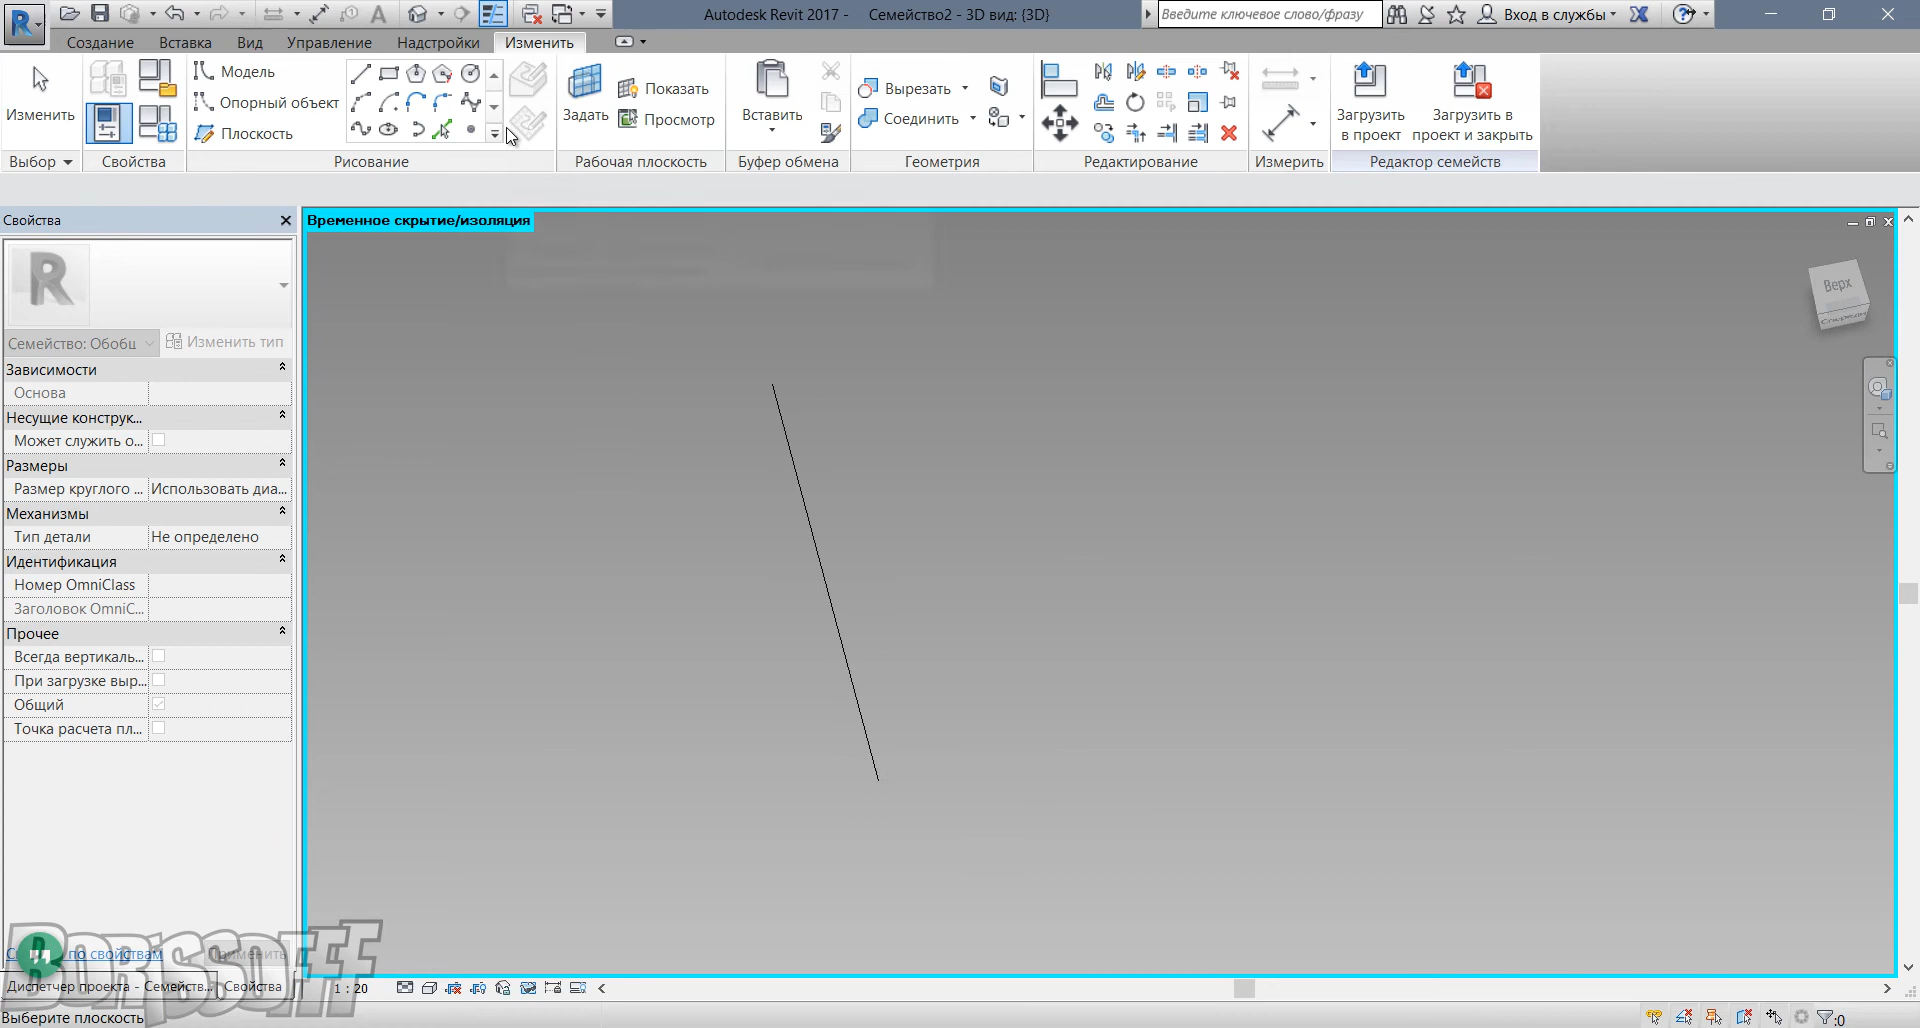 Autodesk Revit 2017 - Семейство2 - 3D вид: {3D}
Введите ключевое слово/фразу
Вход в службы
Создание Вставка Вид Управление Надстройки Изменить
Изменить
Модель
Опорный объект
Плоскость
Задать
Показать
Просмотр
Вставить
Вырезать
Соединить
Загрузить
в проект
Загрузить в
проект и закрыть
Выбор Свойства Рисование Рабочая плоскость Буфер обмена Геометрия Редактирование Измерить Редактор семейств
Свойства
Временное скрытие/изоляция
R
Верх
Семейство: Обобщ
Изменить тип
Зависимости
Основа
Несущие конструк...
Может служить о...
Размеры
Размер круглого ... Использовать диа...
Механизмы
Тип детали Не определено
Идентификация
Номер OmniClass
Заголовок OmniC...
Прочее
Всегда вертикаль...
При загрузке выр...
Общий
Точка расчета пл...
по свойствам Применить
BORISSOFF
Диспетчер проекта - Семейств... Свойства
1 : 20
Выберите плоскость
:0